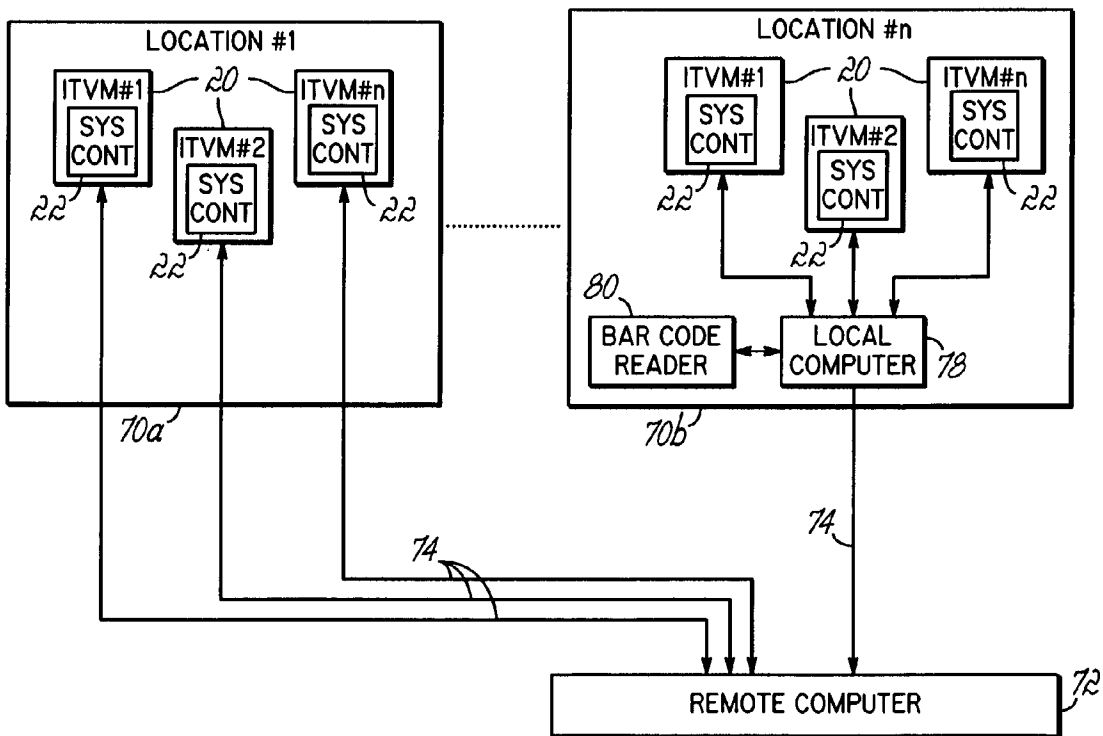 LOCATION #1
ITVM#1
SYS
CONT
22
20
ITVM#2
SYS
CONT
22
ITVM#n
SYS
CONT
22
70a
LOCATION #n
ITVM#1
SYS
CONT
22
20
ITVM#2
SYS
CONT
22
ITVM#n
SYS
CONT
22
80
BAR CODE
READER
LOCAL
COMPUTER
78
70b
74
74
REMOTE COMPUTER
72